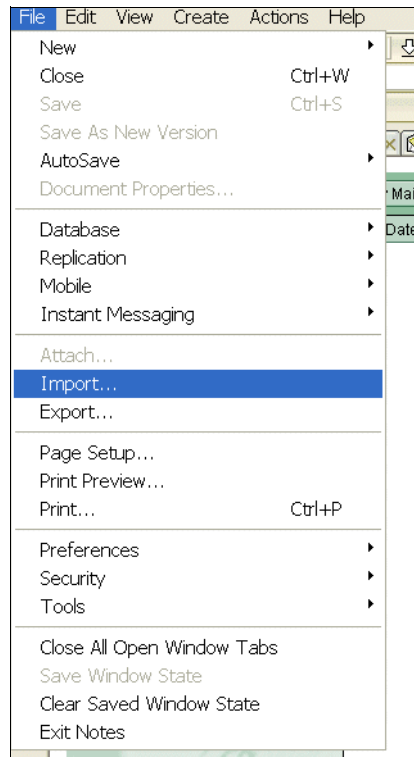 File Edit View Create Actions Help
New
Close Ctrl+W
Save Ctrl+S
Save As New Version
AutoSave
Document Properties...
Database
Replication
Mobile
Instant Messaging
Attach...
Import...
Export...
Page Setup...
Print Preview...
Print... Ctrl+P
Preferences
Security
Tools
Close All Open Window Tabs
Save Window State
Clear Saved Window State
Exit Notes
Mai
Date